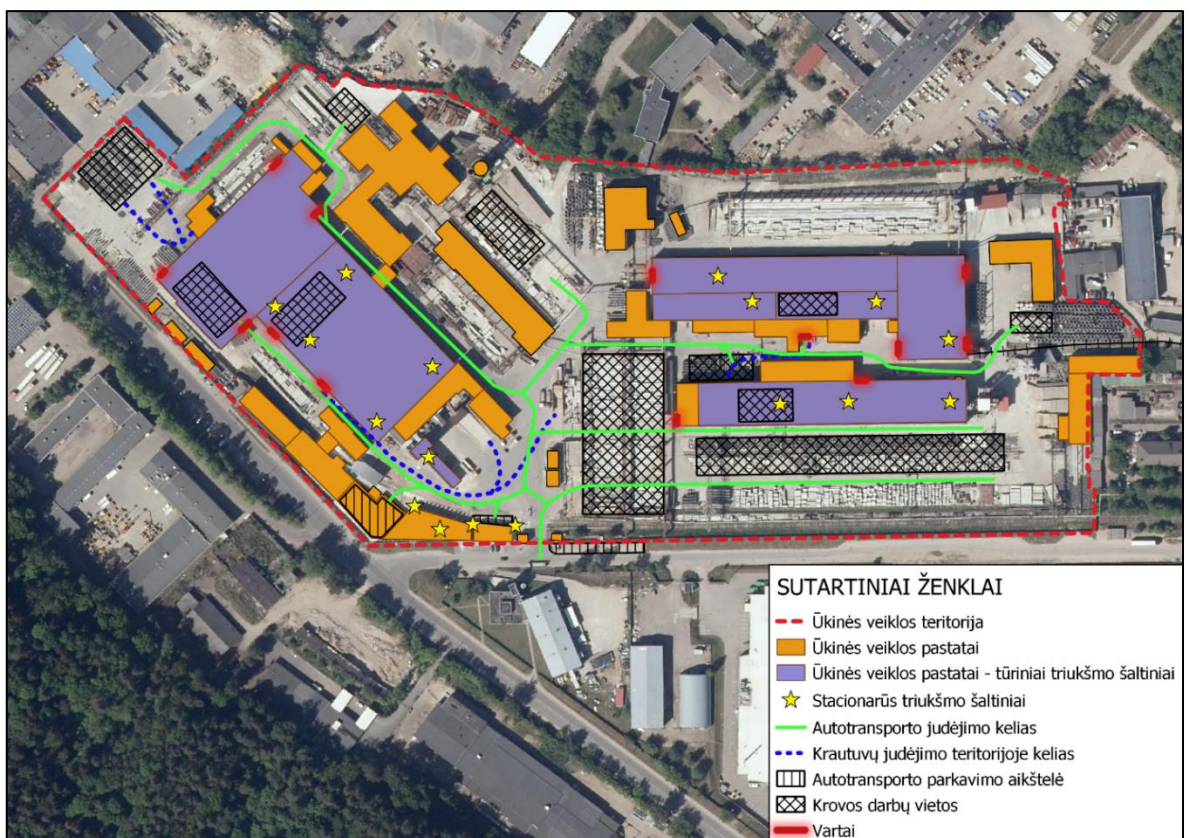 SUTARTINIAI ŽENKLAI
Ūkinės veiklos teritorija
Ūkinės veiklos pastatai
Ūkinės veiklos pastatai - tūriniai triukšmo šaltiniai
Stacionarūs triukšmo šaltiniai
Autotransporto judėjimo kelias
Krautuvų judėjimo teritorijoje kelias
Autotransporto parkavimo aikštelė
Krovos darbų vietos
Vartai